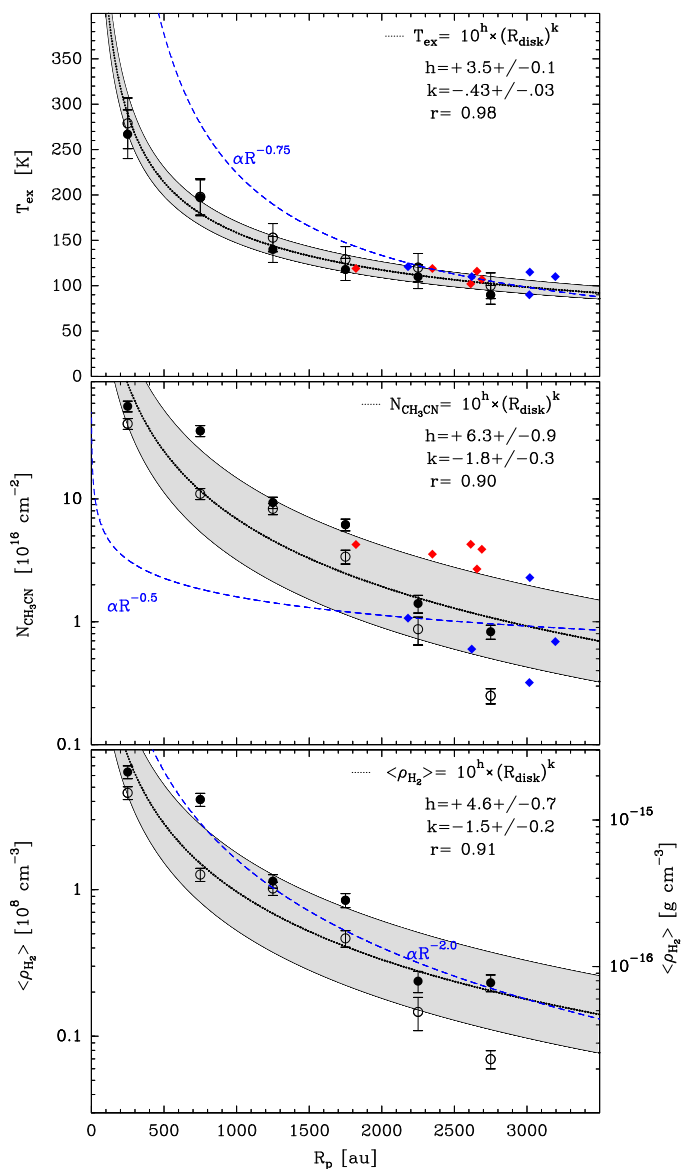 T_ex= 10^h×(R_disk)^k
h=+3.5+/-0.1
k=-.43+/-.03
r= 0.98
αR^-0.75
T_ex [K]
400
350
300
250
200
150
100
50
0
N_CH₃CN= 10^h×(R_disk)^k
h=+6.3+/-0.9
k=-1.8+/-0.3
r= 0.90
αR^-0.5
N_CH₃CN [10^16 cm^-2]
10
1
0.1
<ρ_H₂>= 10^h×(R_disk)^k
h=+4.6+/-0.7
k=-1.5+/-0.2
r= 0.91
αR^-2.0
<ρ_H₂> [10^8 cm^-3]
1
0.1
10^-15
10^-16
<ρ_H₂> [g cm^-3]
0 500 1000 1500 2000 2500 3000
R_p [au]